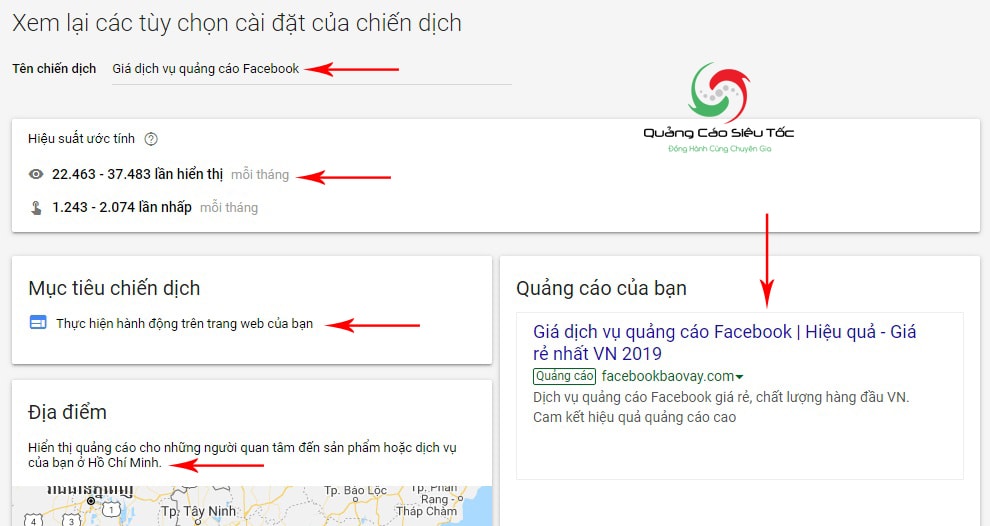 Xem lại các tùy chọn cài đặt của chiến dịch
Tên chiến dịch Giá dịch vụ quảng cáo Facebook
Quảng Cáo Siêu Tốc
Đồng Hành Cùng Chuyên Gia
Hiệu suất ước tính ?
22.463 - 37.483 lần hiển thị mỗi tháng
1.243 - 2.074 lần nhấp mỗi tháng
Mục tiêu chiến dịch
Thực hiện hành động trên trang web của bạn
Địa điểm
Hiển thị quảng cáo cho những người quan tâm đến sản phẩm hoặc dịch vụ
của bạn ở Hồ Chí Minh.
Tp. Bảo Lộc
Tp. Phan
Rang -
Tháp Chàm
Tp. Tây Ninh
4
3
1
1
Quảng cáo của bạn
Giá dịch vụ quảng cáo Facebook | Hiệu quả - Giá
rẻ nhất VN 2019
Quảng cáo facebookbaovay.com
Dịch vụ quảng cáo Facebook giá rẻ, chất lượng hàng đầu VN.
Cam kết hiệu quả quảng cáo cao